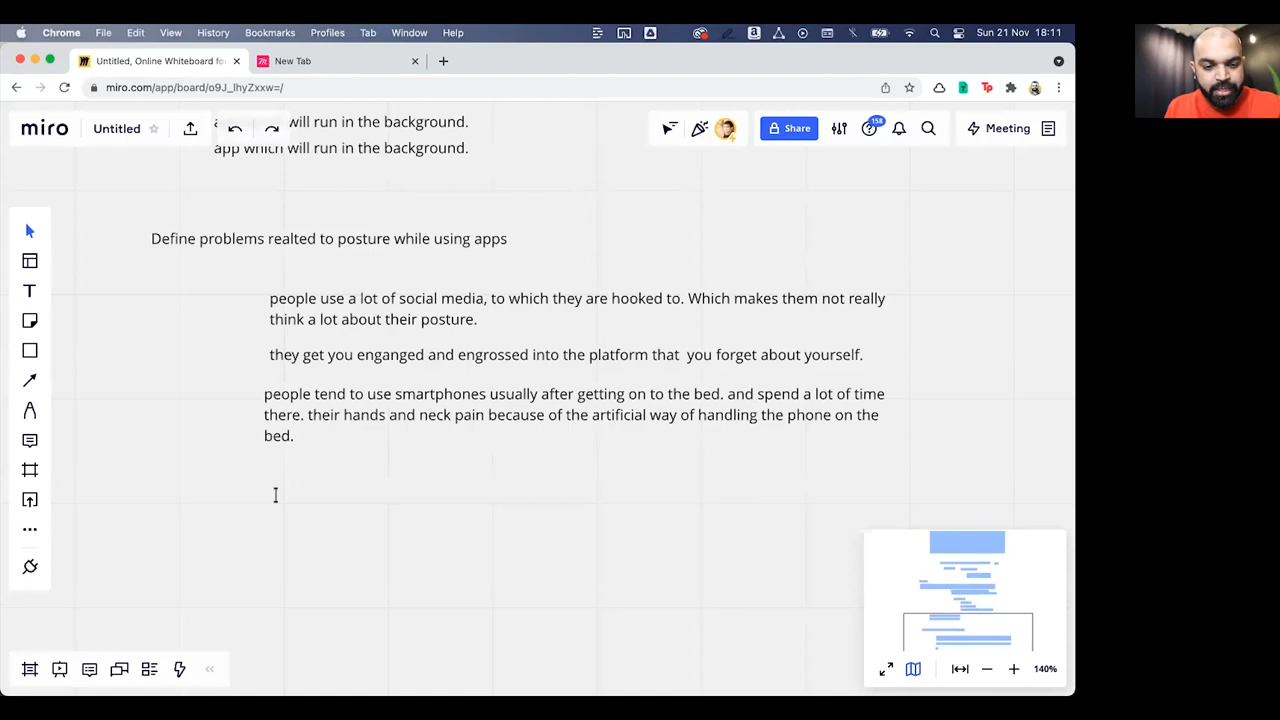 Chrome File Edit View History Bookmarks Profiles Tab Window Help Sun 21 Nov 18:11
Untitled, Online Whiteboard fo New Tab
miro.com/app/board/o9J_lhyZxxw=/
will run in the background.
miro Untitled Share 158 Meeting
app which will run in the background.
Define problems realted to posture while using apps
people use a lot of social media, to which they are hooked to. Which makes them not really
think a lot about their posture.
they get you enganged and engrossed into the platform that you forget about yourself.
people tend to use smartphones usually after getting on to the bed. and spend a lot of time
there. their hands and neck pain because of the artificial way of handling the phone on the
bed.
140%